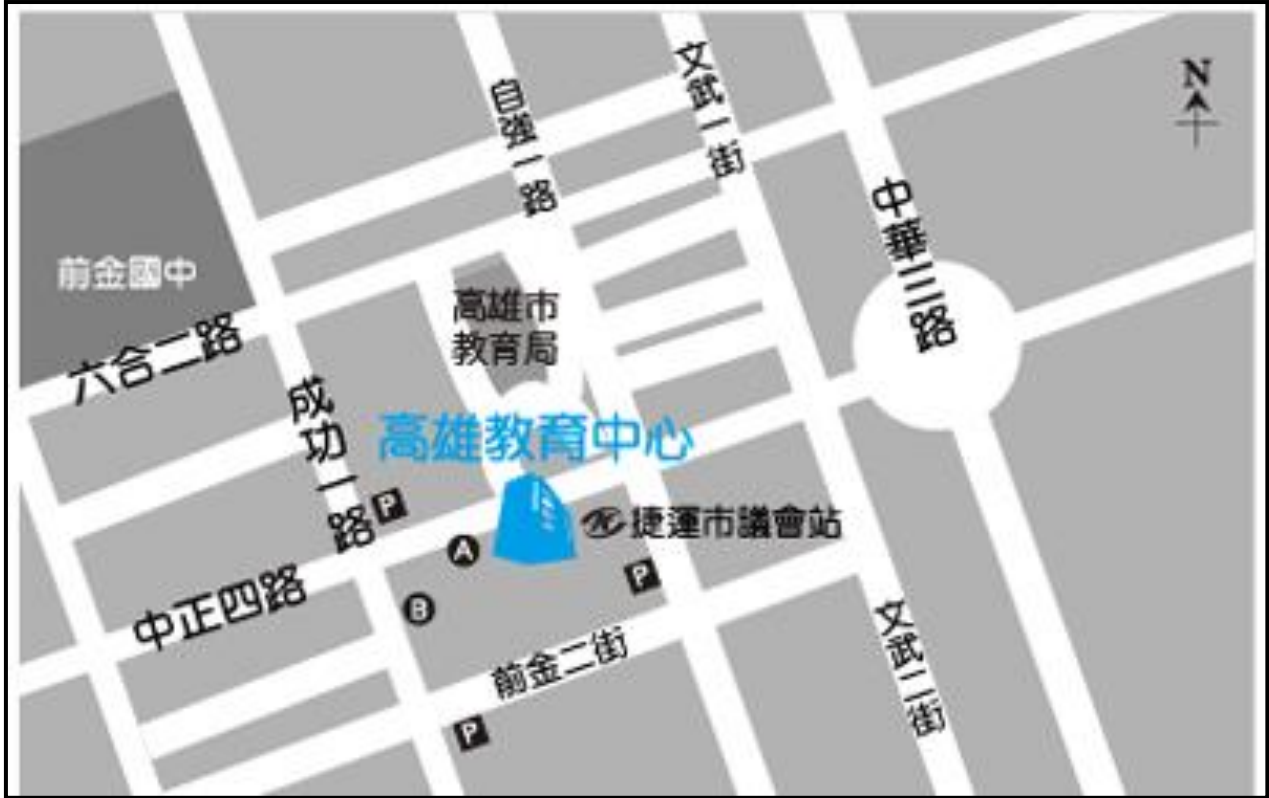 N
自強一路
文武一街
中華三路
前金國中
高雄市
教育局
六合二路
成功一路
高雄教育中心
P
捷運市議會站
A
P
中正四路
B
前金二街
文武二街
P